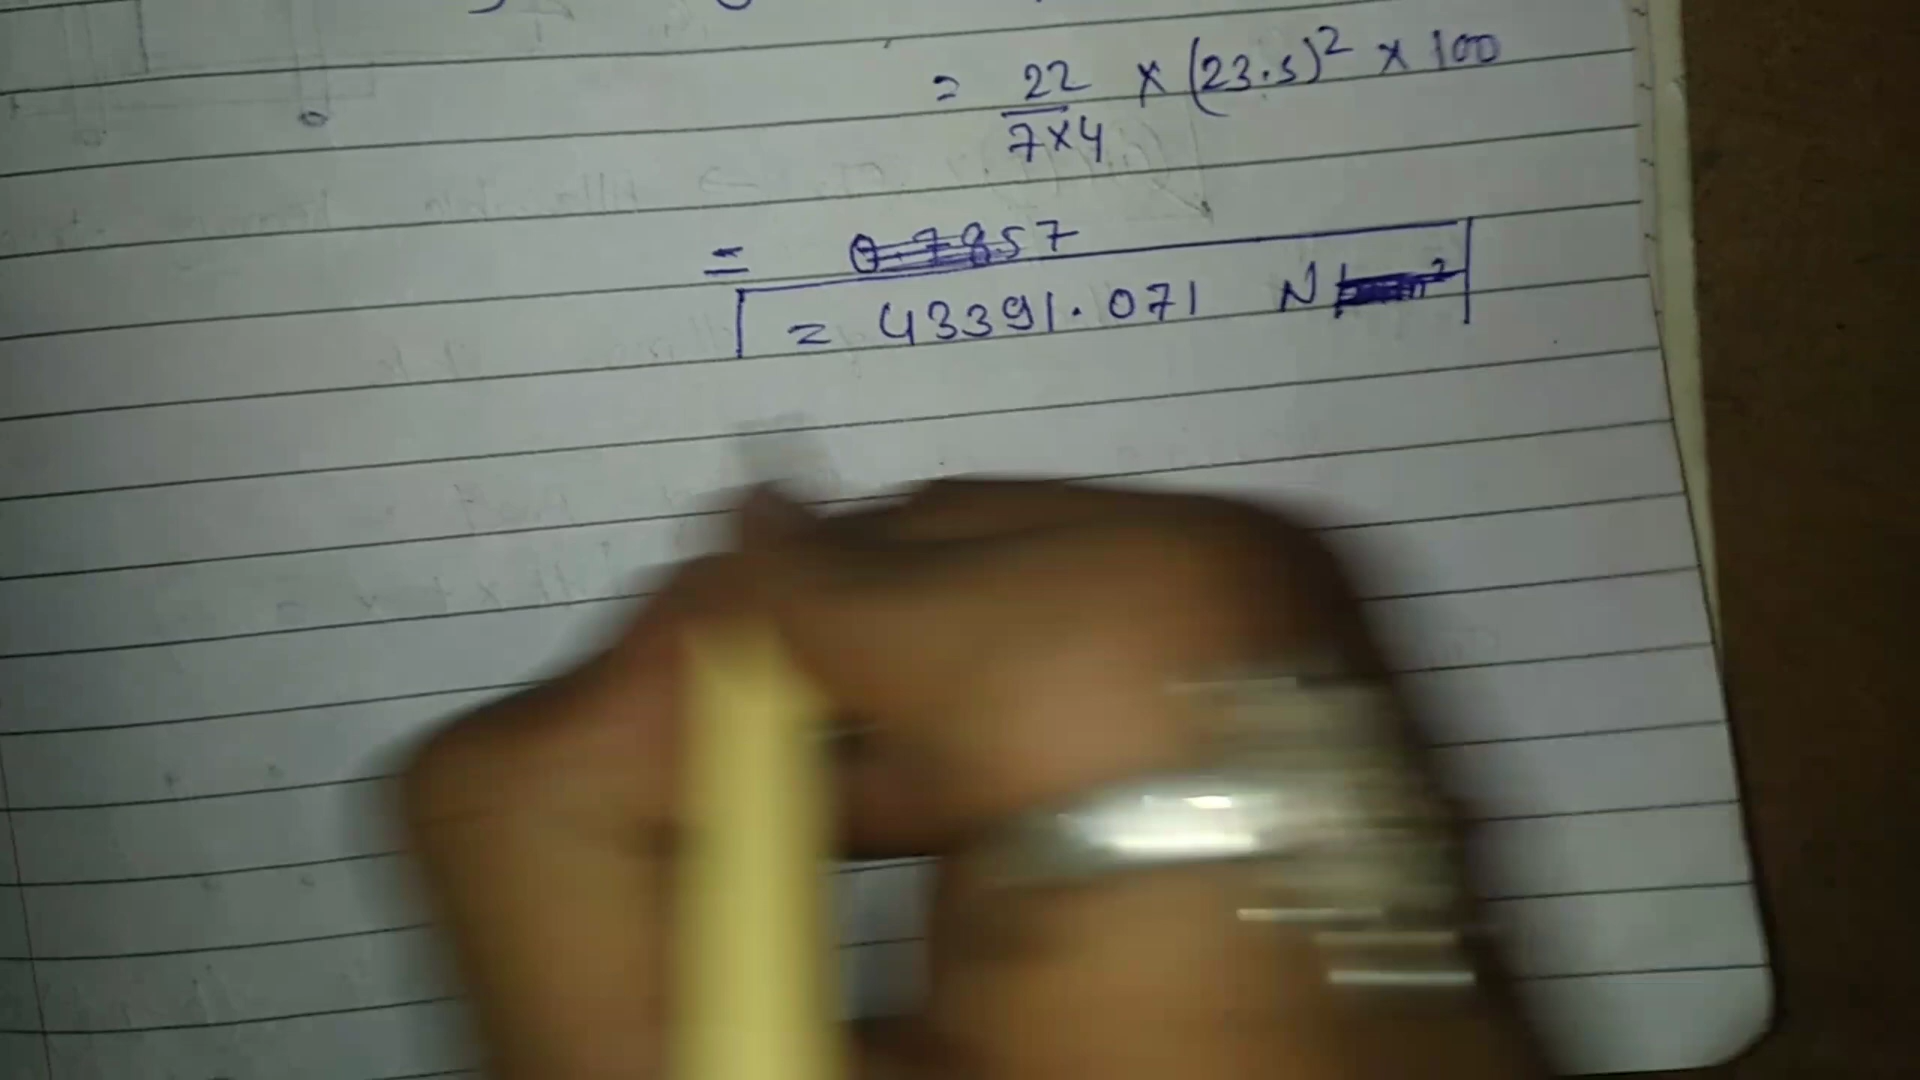 = 22/7×4 × (23.5)² × 100
= 0.7857
= 43391.071 N